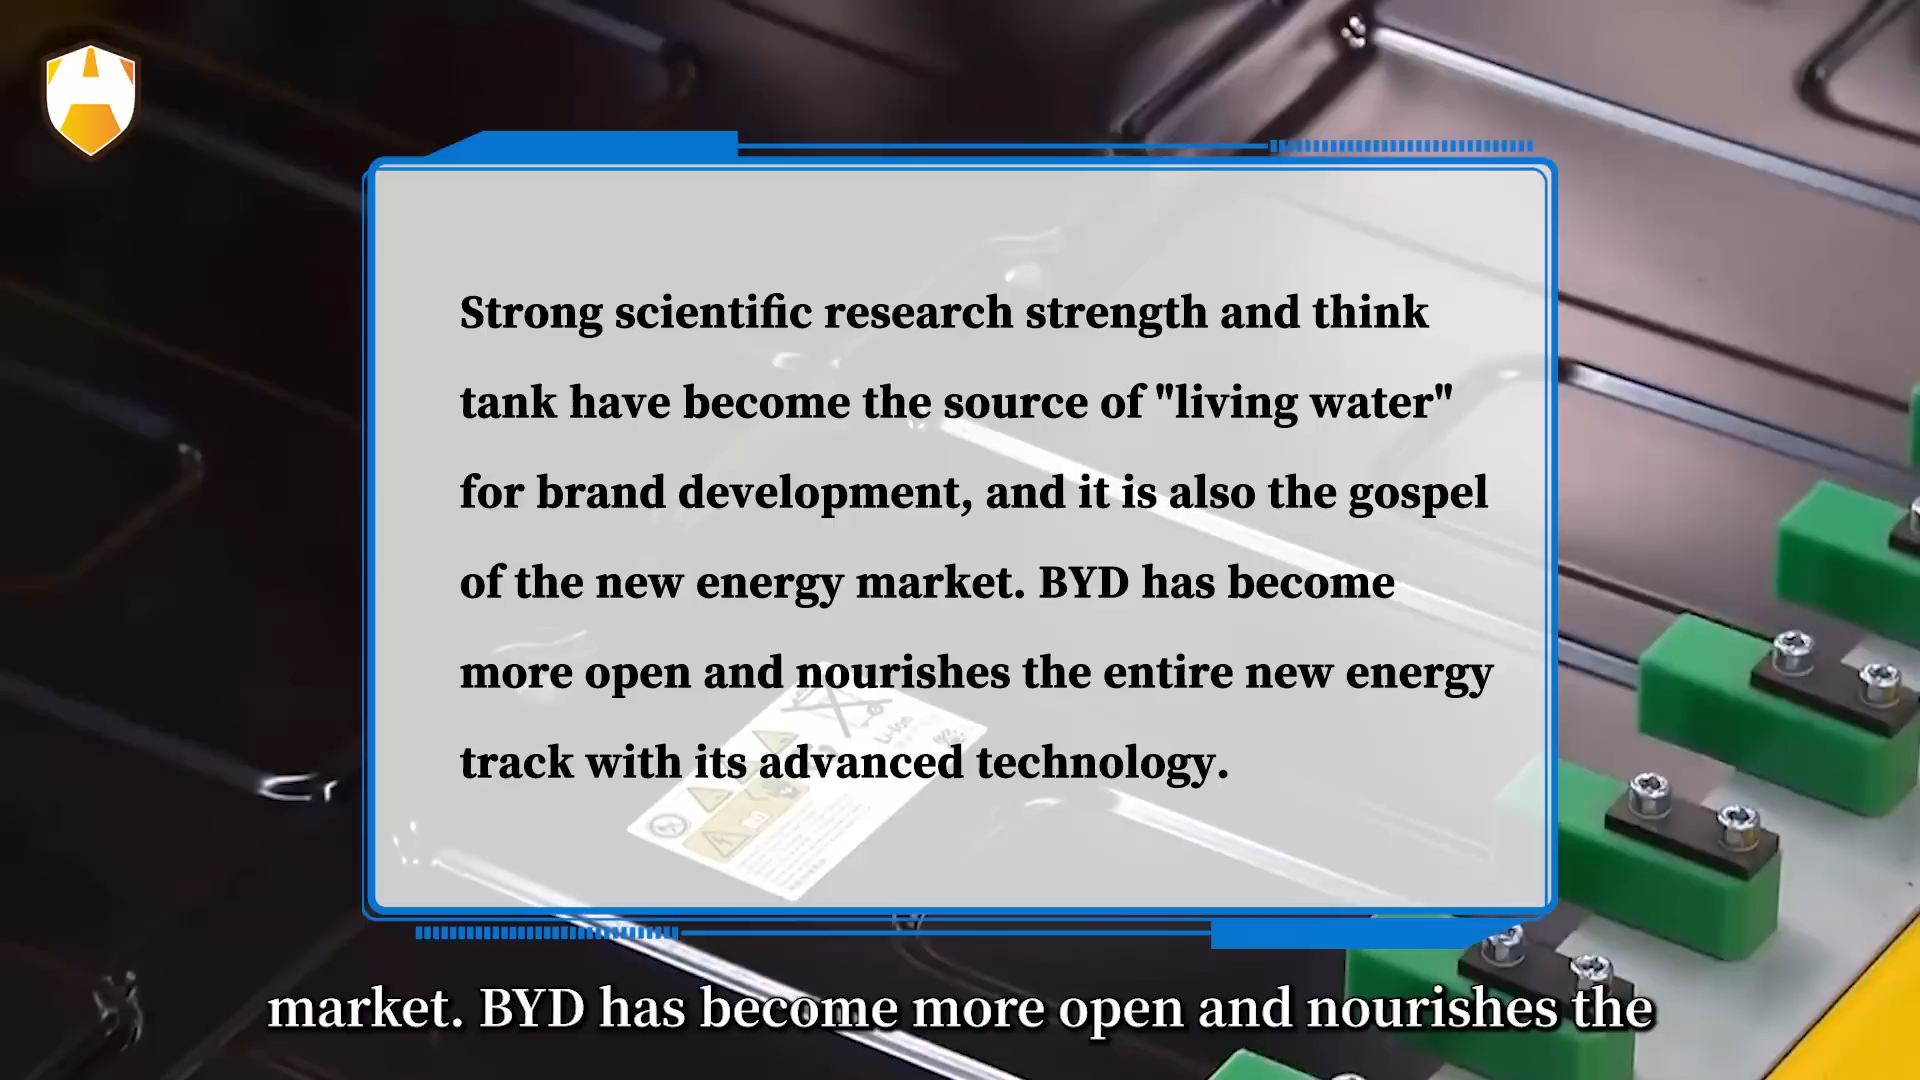 Strong scientific research strength and think
tank have become the source of "living water"
for brand development, and it is also the gospel
of the new energy market. BYD has become
more open and nourishes the entire new energy
track with its advanced technology.
Li-Ion
market. BYD has become more open and nourishes the